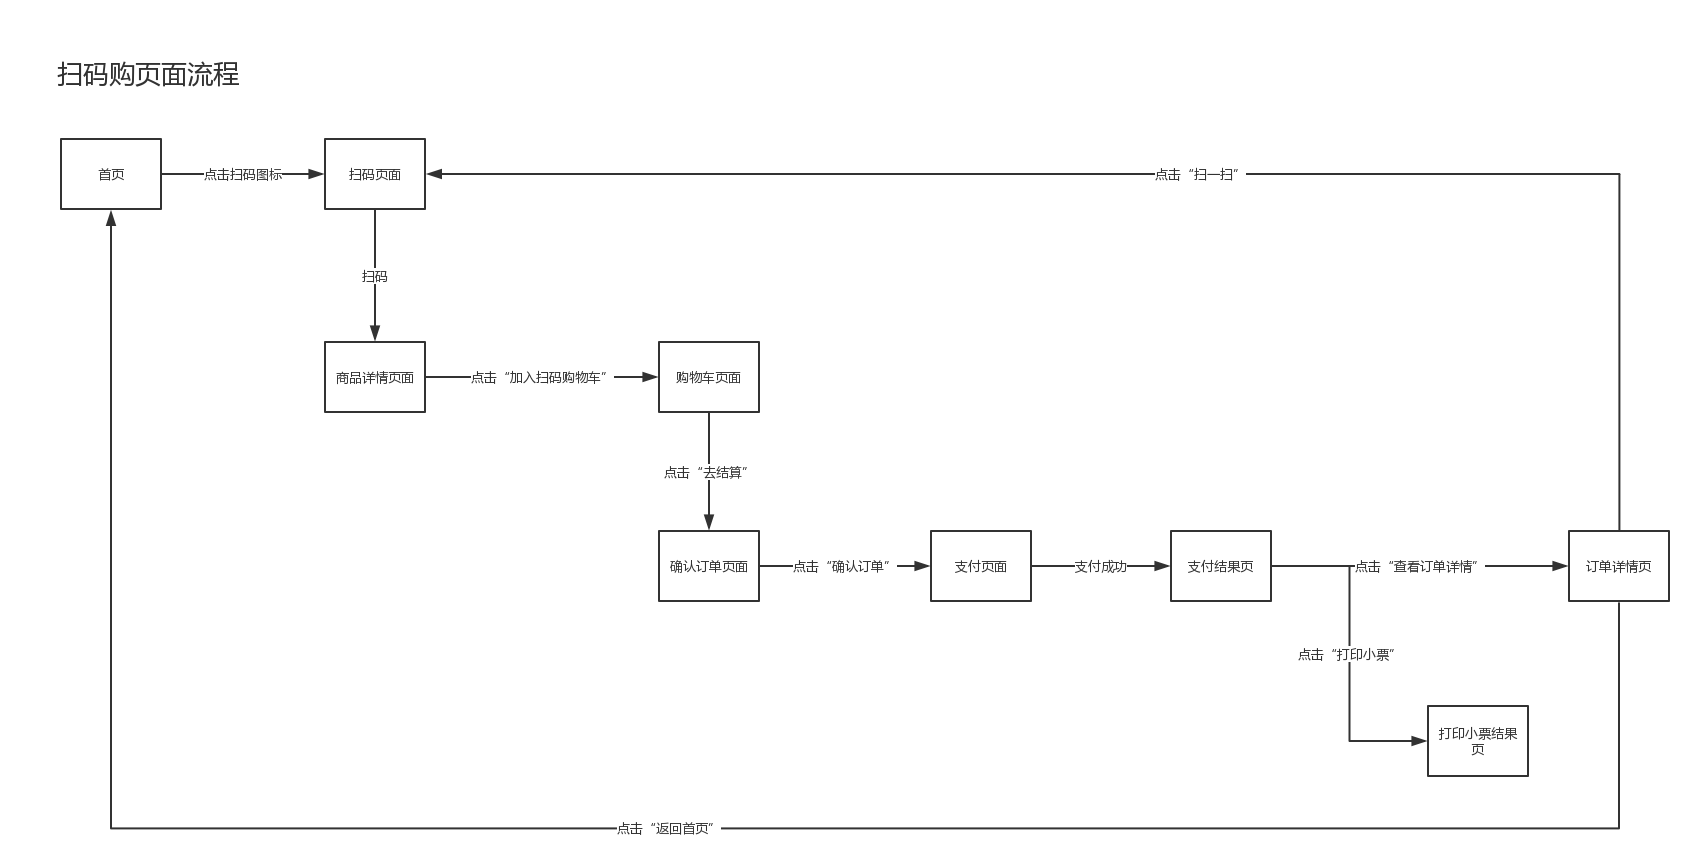 扫码购页面流程
首页
点击扫码图标
扫码页面
点击“扫一扫”
扫码
商品详情页面
点击“加入扫码购物车”
购物车页面
点击“去结算”
确认订单页面
点击“确认订单”
支付页面
支付成功
支付结果页
点击“查看订单详情”
订单详情页
点击“打印小票”
打印小票结果
页
点击“返回首页”